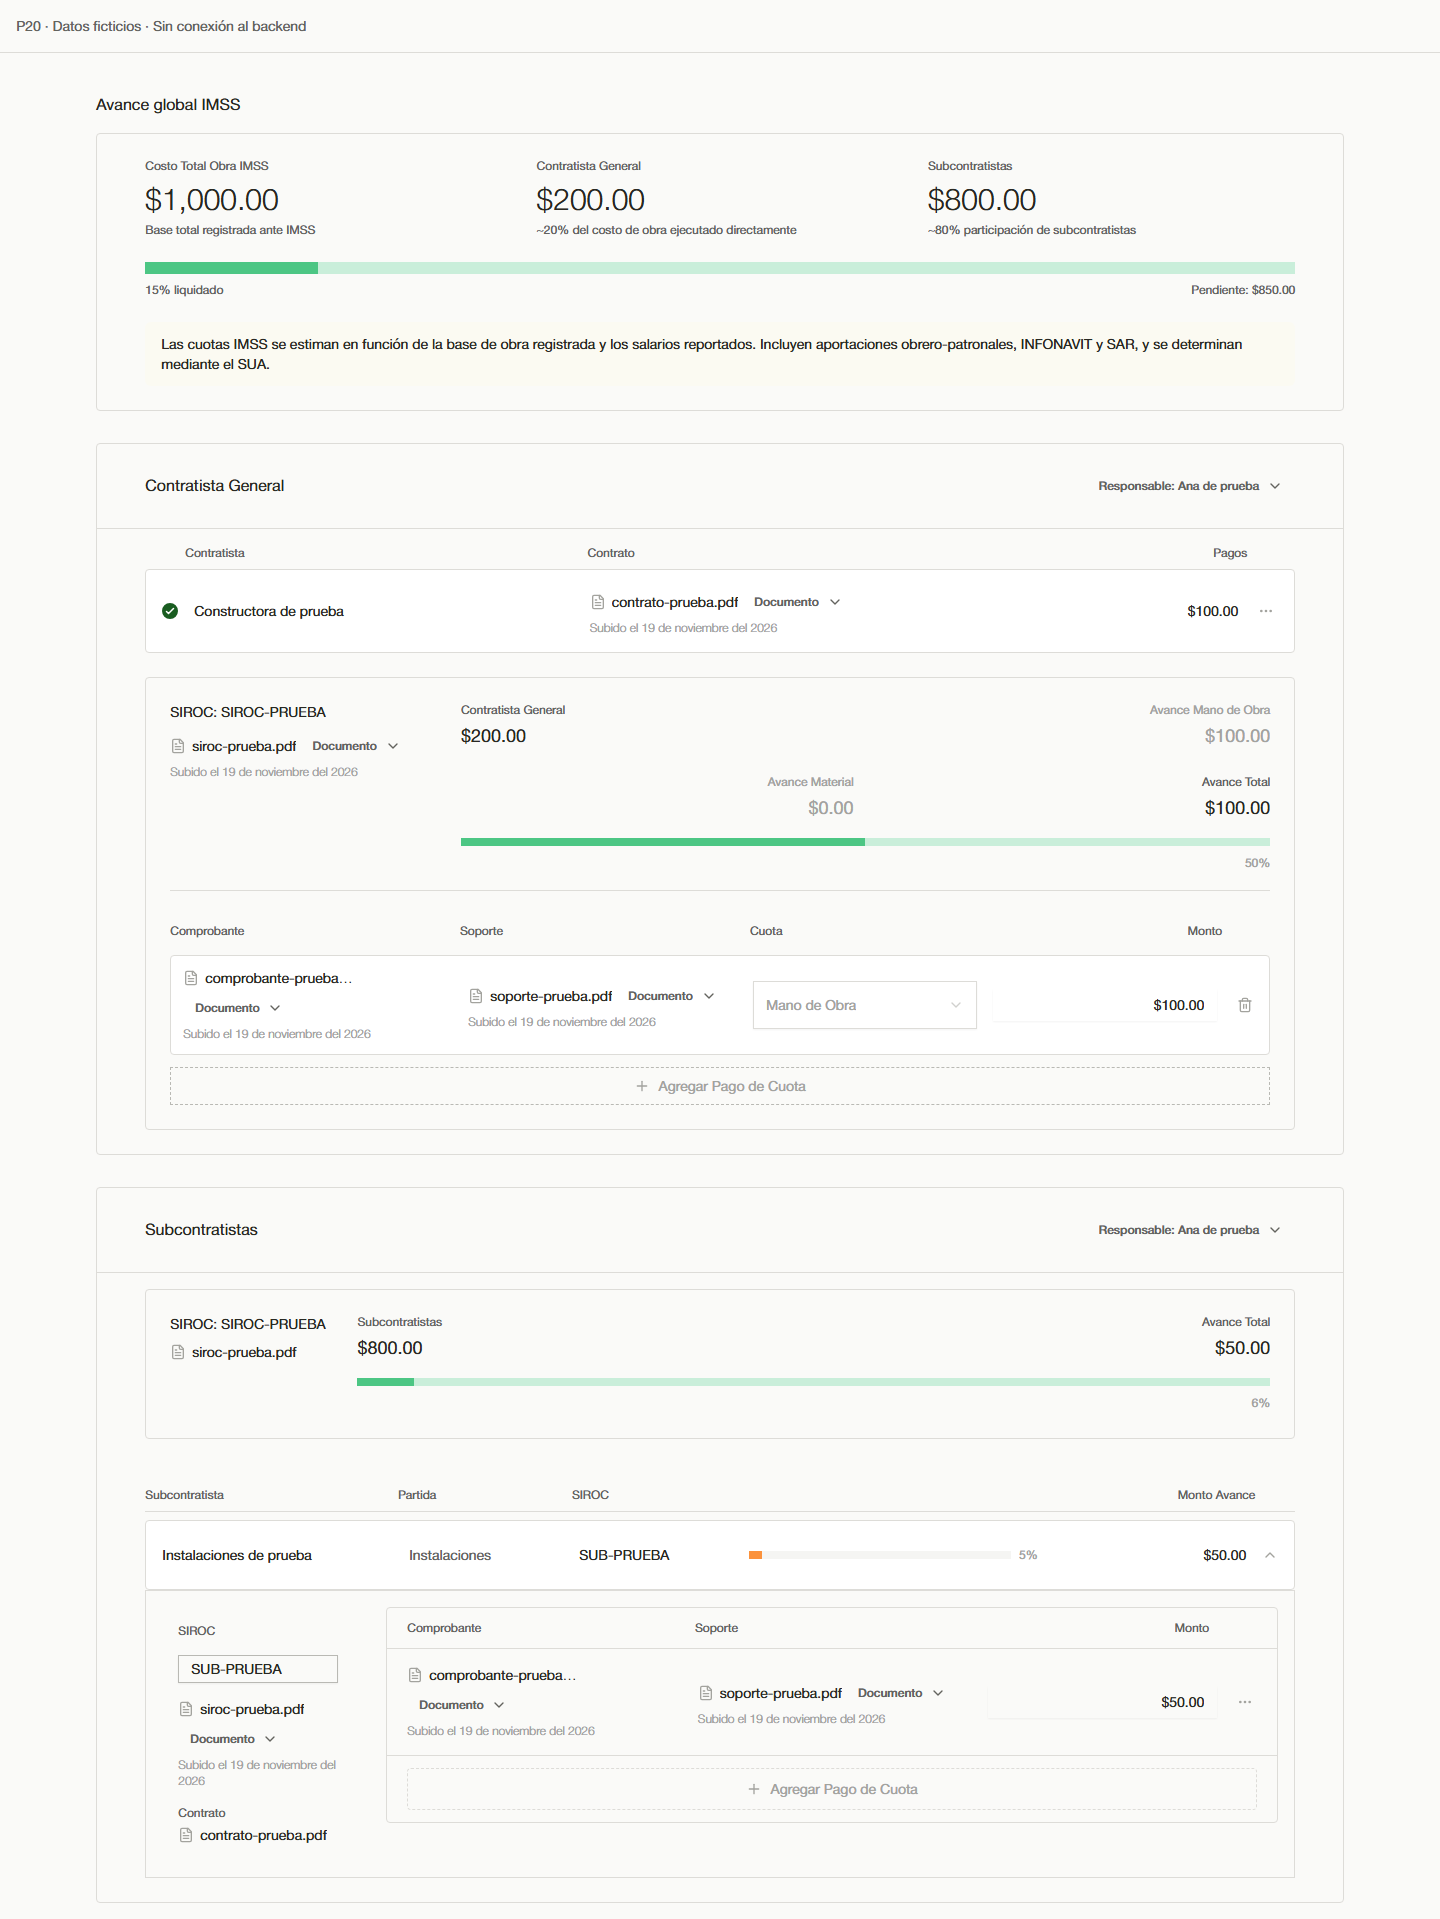 P20 · Datos ficticios · Sin conexión al backend
Avance global IMSS
Costo Total Obra IMSS
$1,000.00
Base total registrada ante IMSS
Contratista General
$200.00
~20% del costo de obra ejecutado directamente
Subcontratistas
$800.00
~80% participación de subcontratistas
15% liquidado
Pendiente: $850.00
Las cuotas IMSS se estiman en función de la base de obra registrada y los salarios reportados. Incluyen aportaciones obrero-patronales, INFONAVIT y SAR, y se determinan
mediante el SUA.
Contratista General
Responsable: Ana de prueba
Contratista
Contrato
Pagos
Constructora de prueba
contrato-prueba.pdf
Documento
Subido el 19 de noviembre del 2026
$100.00
SIROC: SIROC-PRUEBA
siroc-prueba.pdf
Documento
Subido el 19 de noviembre del 2026
Contratista General
$200.00
Avance Mano de Obra
$100.00
Avance Material
$0.00
Avance Total
$100.00
50%
Comprobante
Soporte
Cuota
Monto
comprobante-prueba...
Documento
Subido el 19 de noviembre del 2026
soporte-prueba.pdf
Documento
Subido el 19 de noviembre del 2026
Mano de Obra
$100.00
Agregar Pago de Cuota
Subcontratistas
Responsable: Ana de prueba
SIROC: SIROC-PRUEBA
siroc-prueba.pdf
Subcontratistas
$800.00
Avance Total
$50.00
6%
Subcontratista
Partida
SIROC
Monto Avance
Instalaciones de prueba
Instalaciones
SUB-PRUEBA
5%
$50.00
SIROC
SUB-PRUEBA
siroc-prueba.pdf
Documento
Subido el 19 de noviembre del
2026
Contrato
contrato-prueba.pdf
Comprobante
Soporte
Monto
comprobante-prueba...
Documento
Subido el 19 de noviembre del 2026
soporte-prueba.pdf
Documento
Subido el 19 de noviembre del 2026
$50.00
Agregar Pago de Cuota